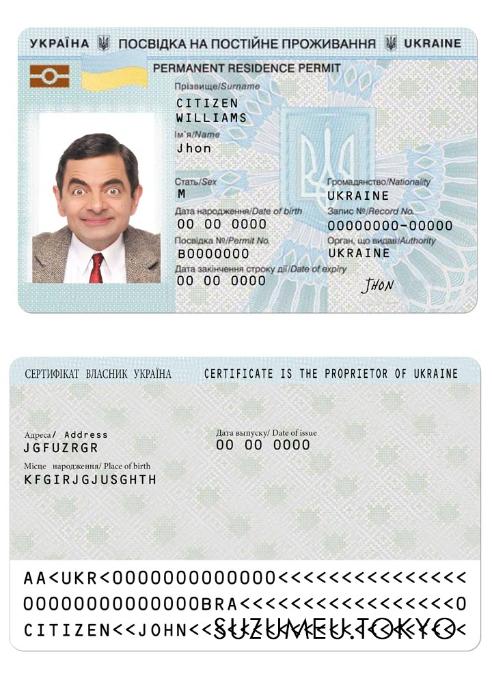 УКРАЇНА ПОСВІДКА НА ПОСТІЙНЕ ПРОЖИВАННЯ UKRAINE
PERMANENT RESIDENCE PERMIT
Прізвище/Surname
CITIZEN
WILLIAMS
Ім'я/Name
Jhon
Стать/Sex
M
Громадянство/Nationality
UKRAINE
Дата народження/Date of birth
00 00 0000
Запис №/Record No.
00000000-00000
Посвідка №/Permit No.
B0000000
Орган, що видав/Authority
UKRAINE
Дата закінчення строку дії/Date of expiry
00 00 0000
JHON
СЕРТИФІКАТ ВЛАСНИК УКРАЇНА CERTIFICATE IS THE PROPRIETOR OF UKRAINE
Адреса/ Address
JGFUZRGR
Дата выпуску/ Date of issue
00 00 0000
Місце народження/ Place of birth
KFGIRJGJUSGHTH
AA<UKR<0000000000000<<<<<<<<<<<<<<<
00000000000000BRA<<<<<<<<<<<<<<<<<0
CITIZEN<<JOHN<<<<<<<<<<<<<<<<<<<<<<
SUZUMEU.TOKYO